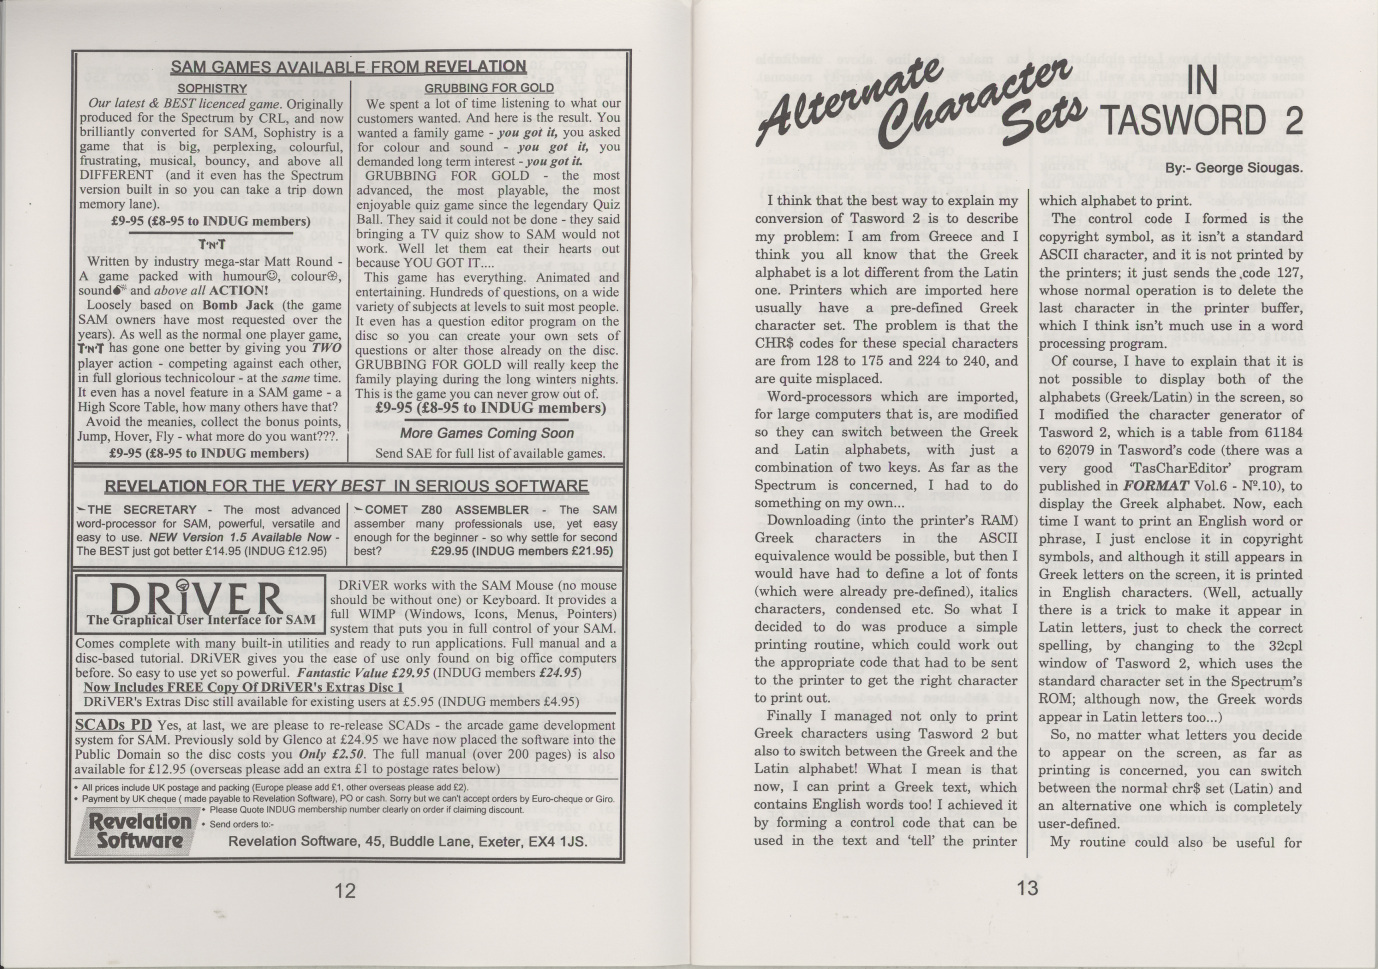 SAM GAMES AVAILABLE FROM REVELATION
SOPHISTRY
Our latest & BEST licenced game. Originally
produced for the Spectrum by CRL, and now
brilliantly converted for SAM, Sophistry is a
game that is big, perplexing, colourful,
frustrating, musical, bouncy, and above all
DIFFERENT (and it even has the Spectrum
version built in so you can take a trip down
memory lane).
£9-95 (£8-95 to INDUG members)
T'N'T
Written by industry mega-star Matt Round -
A game packed with humour☺, colour,
sound and above all ACTION!
Loosely based on Bomb Jack (the game
SAM owners have most requested over the
years). As well as the normal one player game,
T'N'T has gone one better by giving you TWO
player action - competing against each other,
in full glorious technicolour - at the same time.
It even has a novel feature in a SAM game - a
High Score Table, how many others have that?
Avoid the meanies, collect the bonus points,
Jump, Hover, Fly - what more do you want???.
£9-95 (£8-95 to INDUG members)
GRUBBING FOR GOLD
We spent a lot of time listening to what our
customers wanted. And here is the result. You
wanted a family game - you got it, you asked
for colour and sound - you got it, you
demanded long term interest - you got it.
GRUBBING FOR GOLD - the most
advanced, the most playable, the most
enjoyable quiz game since the legendary Quiz
Ball. They said it could not be done - they said
bringing a TV quiz show to SAM would not
work. Well let them eat their hearts out
because YOU GOT IT....
This game has everything. Animated and
entertaining. Hundreds of questions, on a wide
variety of subjects at levels to suit most people.
It even has a question editor program on the
disc so you can create your own sets of
questions or alter those already on the disc.
GRUBBING FOR GOLD will really keep the
family playing during the long winters nights.
This is the game you can never grow out of.
£9-95 (£8-95 to INDUG members)
More Games Coming Soon
Send SAE for full list of available games.
REVELATION FOR THE VERY BEST IN SERIOUS SOFTWARE
THE SECRETARY - The most advanced
word-processor for SAM, powerful, versatile and
easy to use. NEW Version 1.5 Available Now -
The BEST just got better £14.95 (INDUG £12.95)
COMET Z80 ASSEMBLER - The SAM
assember many professionals use, yet easy
enough for the beginner - so why settle for second
best? £29.95 (INDUG members £21.95)
DRiVER
The Graphical User Interface for SAM
DRiVER works with the SAM Mouse (no mouse
should be without one) or Keyboard. It provides a
full WIMP (Windows, Icons, Menus, Pointers)
system that puts you in full control of your SAM.
Comes complete with many built-in utilities and ready to run applications. Full manual and a
disc-based tutorial. DRiVER gives you the ease of use only found on big office computers
before. So easy to use yet so powerful. Fantastic Value £29.95 (INDUG members £24.95)
Now Includes FREE Copy Of DRiVER's Extras Disc 1
DRiVER's Extras Disc still available for existing users at £5.95 (INDUG members £4.95)
SCADs PD Yes, at last, we are please to re-release SCADs - the arcade game development
system for SAM. Previously sold by Glenco at £24.95 we have now placed the software into the
Public Domain so the disc costs you Only £2.50. The full manual (over 200 pages) is also
available for £12.95 (overseas please add an extra £1 to postage rates below)
• All prices include UK postage and packing (Europe please add £1, other overseas please add £2).
• Payment by UK cheque ( made payable to Revelation Software), PO or cash. Sorry but we can't accept orders by Euro-cheque or Giro.
• Please Quote INDUG membership number clearly on order if claiming discount.
• Send orders to:-
Revelation
Software
Revelation Software, 45, Buddle Lane, Exeter, EX4 1JS.
12
Alternate
Character
Sets
IN
TASWORD 2
By:- George Siougas.
I think that the best way to explain my
conversion of Tasword 2 is to describe
my problem: I am from Greece and I
think you all know that the Greek
alphabet is a lot different from the Latin
one. Printers which are imported here
usually have a pre-defined Greek
character set. The problem is that the
CHR$ codes for these special characters
are from 128 to 175 and 224 to 240, and
are quite misplaced.
Word-processors which are imported,
for large computers that is, are modified
so they can switch between the Greek
and Latin alphabets, with just a
combination of two keys. As far as the
Spectrum is concerned, I had to do
something on my own...
Downloading (into the printer's RAM)
Greek characters in the ASCII
equivalence would be possible, but then I
would have had to define a lot of fonts
(which were already pre-defined), italics
characters, condensed etc. So what I
decided to do was produce a simple
printing routine, which could work out
the appropriate code that had to be sent
to the printer to get the right character
to print out.
Finally I managed not only to print
Greek characters using Tasword 2 but
also to switch between the Greek and the
Latin alphabet! What I mean is that
now, I can print a Greek text, which
contains English words too! I achieved it
by forming a control code that can be
used in the text and 'tell' the printer
which alphabet to print.
The control code I formed is the
copyright symbol, as it isn't a standard
ASCII character, and it is not printed by
the printers; it just sends the code 127,
whose normal operation is to delete the
last character in the printer buffer,
which I think isn't much use in a word
processing program.
Of course, I have to explain that it is
not possible to display both of the
alphabets (Greek/Latin) in the screen, so
I modified the character generator of
Tasword 2, which is a table from 61184
to 62079 in Tasword's code (there was a
very good 'TasCharEditor' program
published in FORMAT Vol.6 - Nº.10), to
display the Greek alphabet. Now, each
time I want to print an English word or
phrase, I just enclose it in copyright
symbols, and although it still appears in
Greek letters on the screen, it is printed
in English characters. (Well, actually
there is a trick to make it appear in
Latin letters, just to check the correct
spelling, by changing to the 32cpl
window of Tasword 2, which uses the
standard character set in the Spectrum's
ROM; although now, the Greek words
appear in Latin letters too...)
So, no matter what letters you decide
to appear on the screen, as far as
printing is concerned, you can switch
between the normal chr$ set (Latin) and
an alternative one which is completely
user-defined.
My routine could also be useful for
13